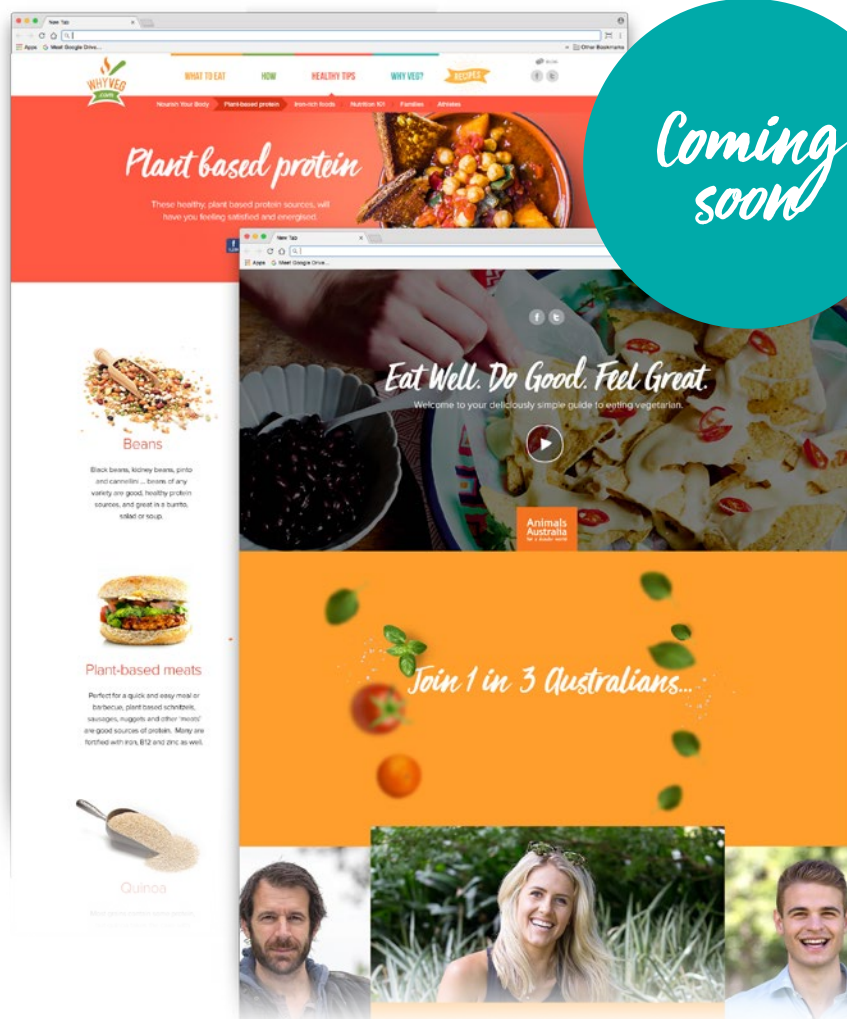 New Tab
Apps G Meet Google Drive...
Other Bookmarks
WHYVEG
.com
WHAT TO EAT
HOW
HEALTHY TIPS
WHY VEG?
RECIPES
BLOG
Nourish Your Body
Plant-based protein
Iron-rich foods
Nutrition 101
Families
Athletes
Plant based protein
These healthy, plant based protein sources, will
have you feeling satisfied and energised.
Coming
soon
New Tab
Apps G Meet Google Drive...
Eat Well. Do Good. Feel Great.
Welcome to your deliciously simple guide to eating vegetarian.
Animals
Australia
for a kinder world
Join 1 in 3 Australians...
Beans
Black beans, kidney beans, pinto
and cannellini ... beans of any
variety are good, healthy protein
sources, and great in a burrito,
salad or soup.
Plant-based meats
Perfect for a quick and easy meal or
barbecue, plant based schnitzels,
sausages, nuggets and other 'meats'
are good sources of protein. Many are
fortified with iron, B12 and zinc as well.
Quinoa